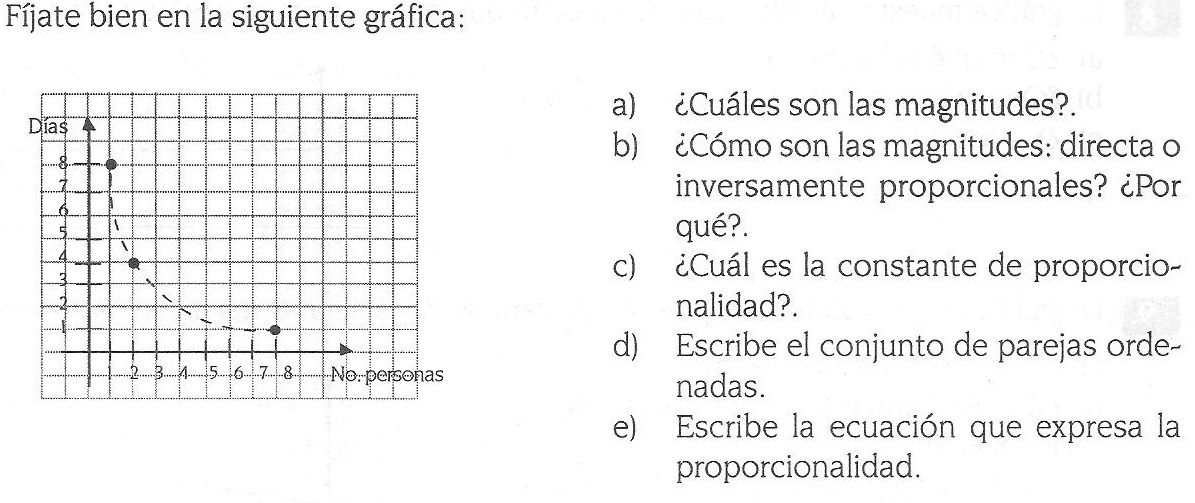 Fíjate bien en la siguiente gráfica:
Días
8
7
6
5
4
3
2
1
1 2 3 4 5 6 7 8 No. personas
a) ¿Cuáles son las magnitudes?.
b) ¿Cómo son las magnitudes: directa o
inversamente proporcionales? ¿Por
qué?.
c) ¿Cuál es la constante de proporcio-
nalidad?.
d) Escribe el conjunto de parejas orde-
nadas.
e) Escribe la ecuación que expresa la
proporcionalidad.